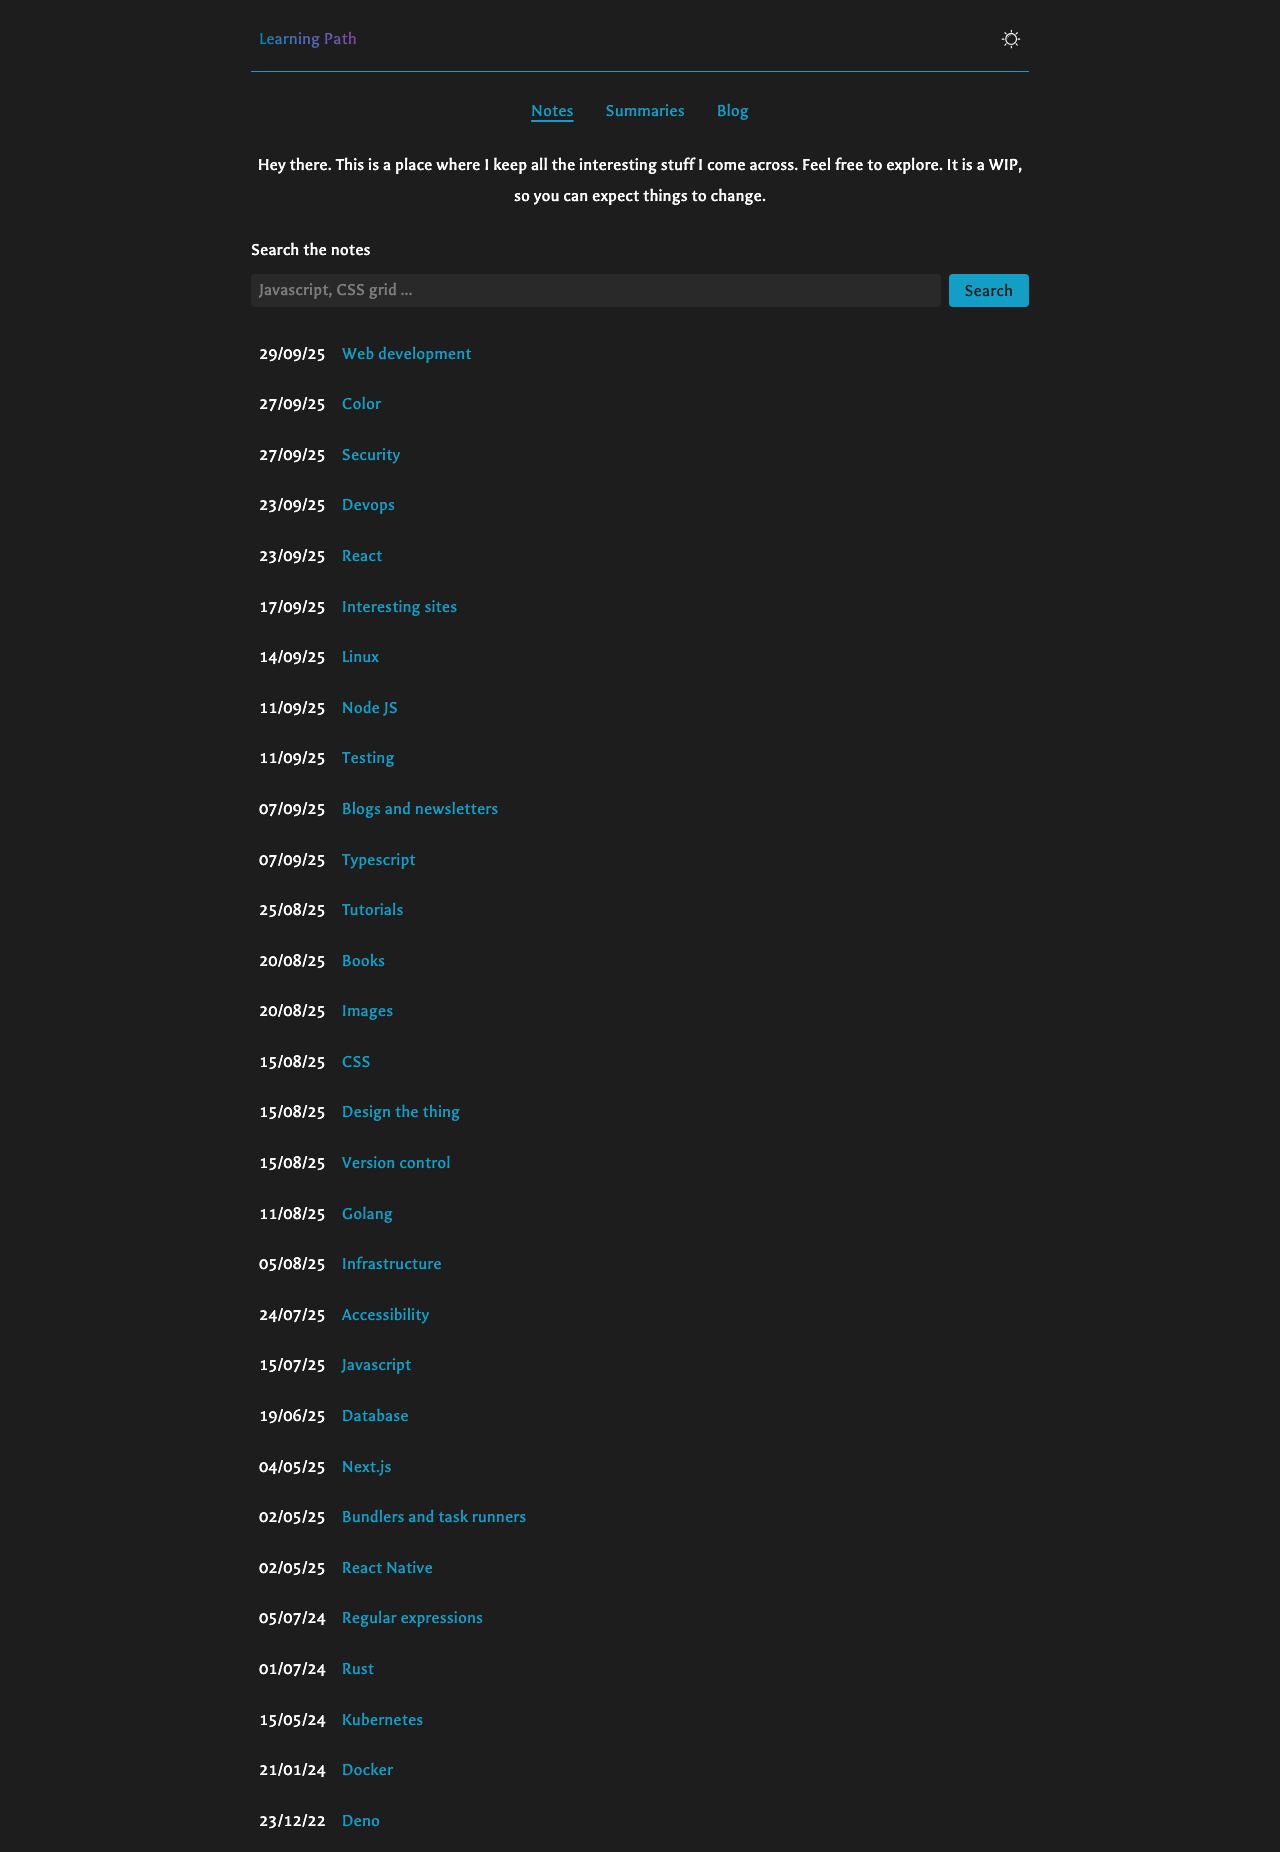 Learning Path
Notes Summaries Blog
Hey there. This is a place where I keep all the interesting stuff I come across. Feel free to explore. It is a WIP,
so you can expect things to change.
Search the notes
Javascript, CSS grid ... Search
29/09/25 Web development
27/09/25 Color
27/09/25 Security
23/09/25 Devops
23/09/25 React
17/09/25 Interesting sites
14/09/25 Linux
11/09/25 Node JS
11/09/25 Testing
07/09/25 Blogs and newsletters
07/09/25 Typescript
25/08/25 Tutorials
20/08/25 Books
20/08/25 Images
15/08/25 CSS
15/08/25 Design the thing
15/08/25 Version control
11/08/25 Golang
05/08/25 Infrastructure
24/07/25 Accessibility
15/07/25 Javascript
19/06/25 Database
04/05/25 Next.js
02/05/25 Bundlers and task runners
02/05/25 React Native
05/07/24 Regular expressions
01/07/24 Rust
15/05/24 Kubernetes
21/01/24 Docker
23/12/22 Deno